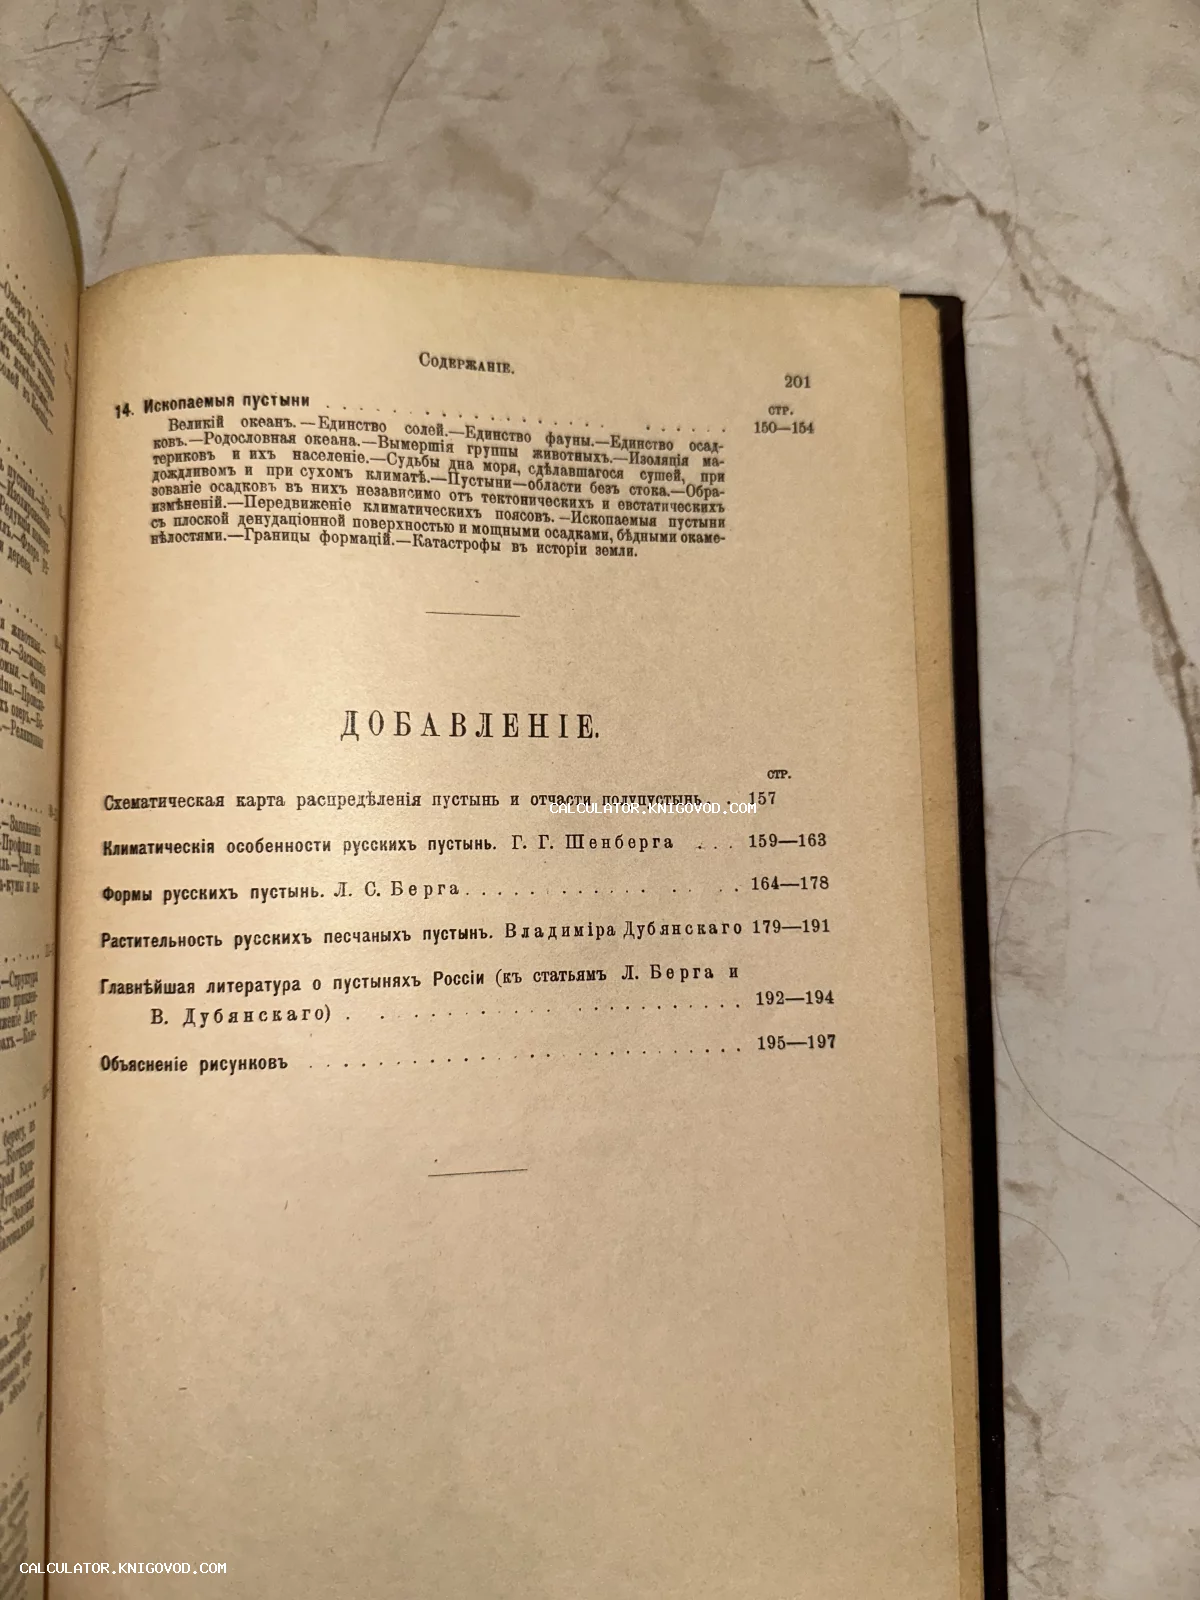 Содержаніе.
201
стр.
14. Ископаемыя пустыни . . . . . . . . . . . . . . . . 150—154
Великій океанъ.—Единство солей.—Единство фауны.—Единство осад-
ковъ.—Родословная океана.—Вымершія группы животныхъ.—Изоляція ма-
териковъ и ихъ населеніе.—Судьбы дна моря, сдѣлавшагося сушей, при
дождливомъ и при сухомъ климатѣ.—Пустыни—области безъ стока.—Обра-
зованіе осадковъ въ нихъ независимо отъ тектоническихъ и евстатическихъ
измѣненій.—Передвиженіе климатическихъ поясовъ.—Ископаемыя пустыни
съ плоской денудаціонной поверхностью и мощными осадками, бѣдными окаме-
нѣлостями.—Границы формацій.—Катастрофы въ исторіи земли.
ДОБАВЛЕНІЕ.
стр.
Схематическая карта распредѣленія пустынь и отчасти полупустынь. . 157
Климатическія особенности русскихъ пустынь. Г. Г. Шенберга . . . 159—163
Формы русскихъ пустынь. Л. С. Берга. . . . . . . . . . . . . . 164—178
Растительность русскихъ песчаныхъ пустынь. Владиміра Дубянскаго 179—191
Главнѣйшая литература о пустыняхъ Россіи (къ статьямъ Л. Берга и
В. Дубянскаго) . . . . . . . . . . . . . . . . . . . 192—194
Объясненіе рисунковъ . . . . . . . . . . . . . . . . . . . . . 195—197
CALCULATOR.KNIGOVOD.COM
CALCULATOR.KNIGOVOD.COM